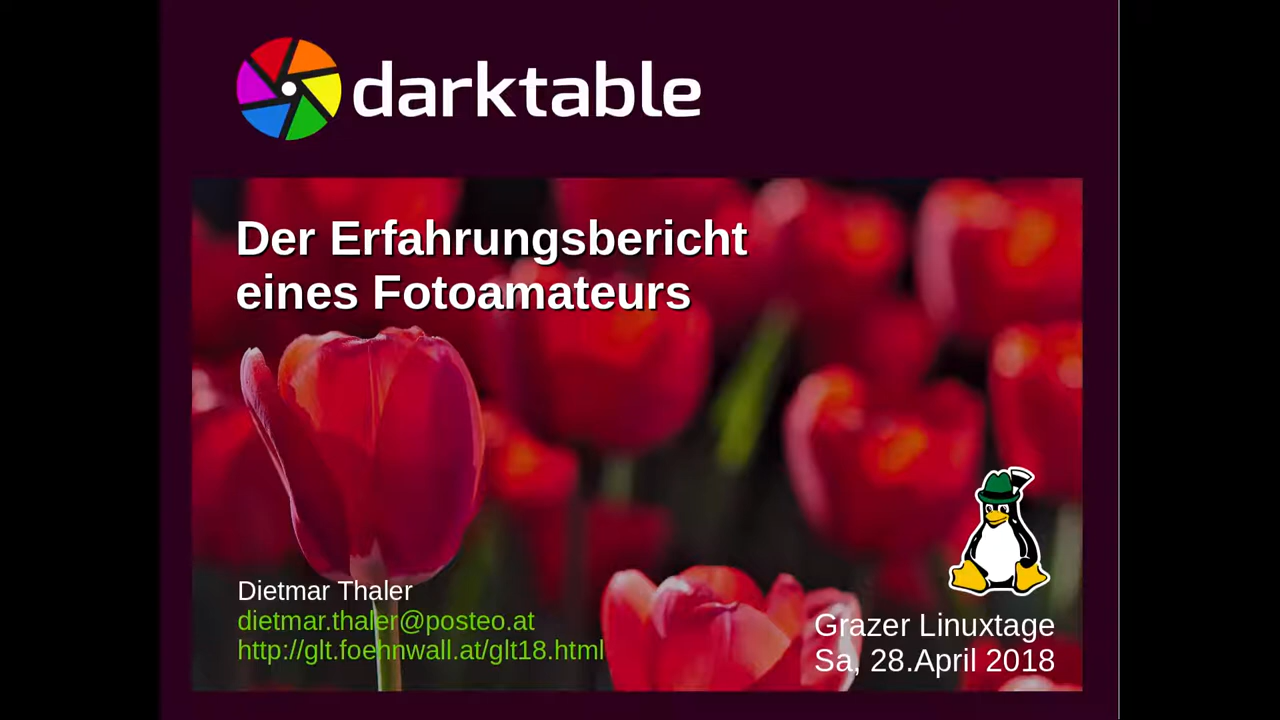 darktable
Der Erfahrungsbericht
eines Fotoamateurs
Dietmar Thaler
dietmar.thaler@posteo.at
http://glt.foehnwall.at/glt18.html
Grazer Linuxtage
Sa, 28.April 2018